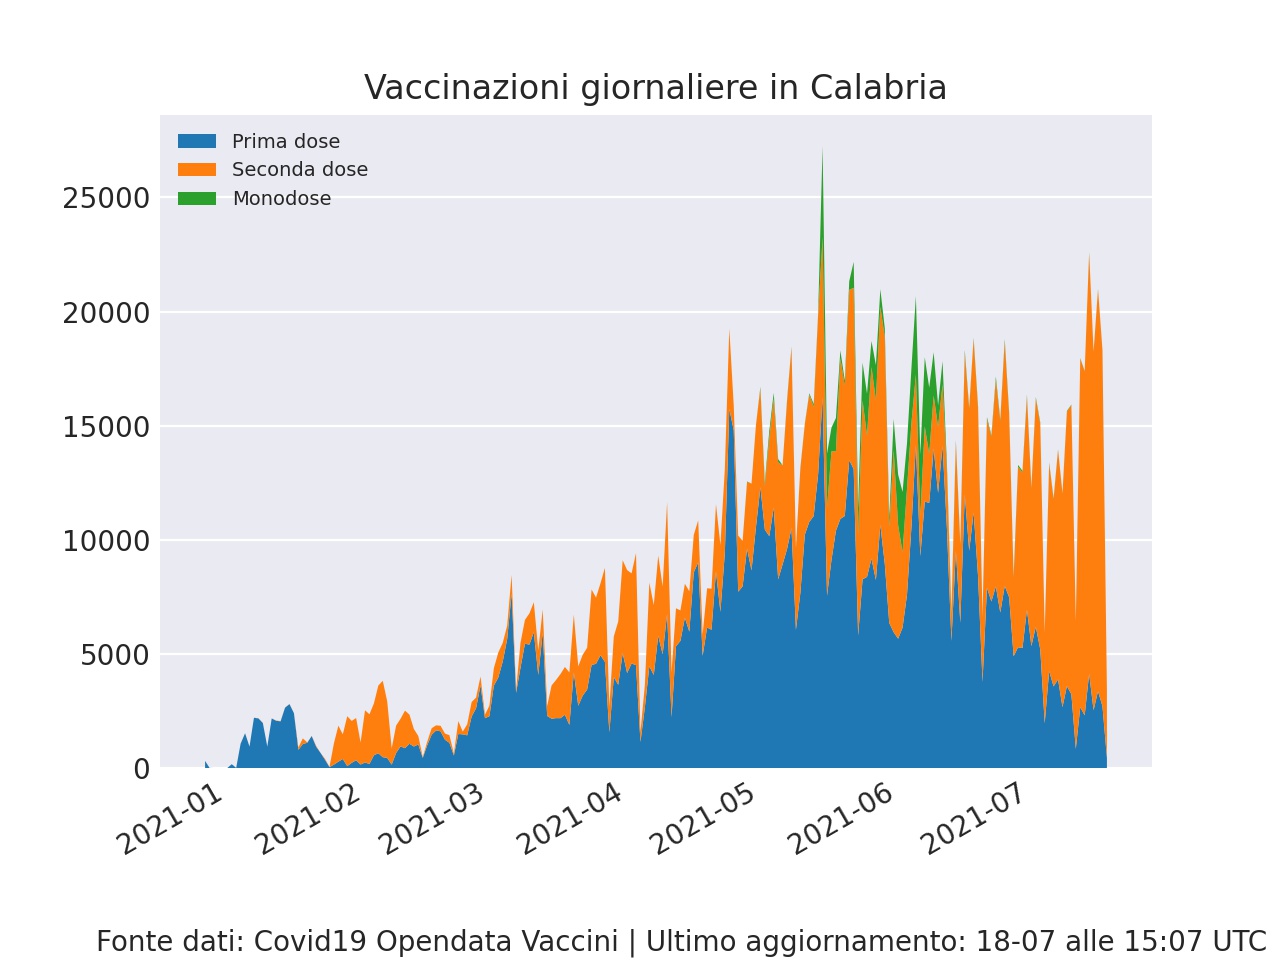 Vaccinazioni giornaliere in Calabria
Prima dose
Seconda dose
Monodose
25000
20000
15000
10000
5000
0
2021-01
2021-02
2021-03
2021-04
2021-05
2021-06
2021-07
Fonte dati: Covid19 Opendata Vaccini | Ultimo aggiornamento: 18-07 alle 15:07 UTC